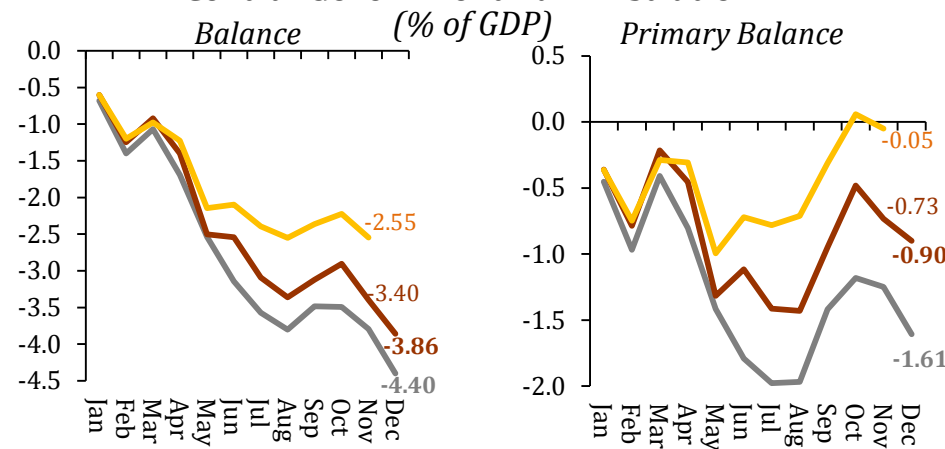 (% of GDP)
Balance
0.0
-0.5
-1.0
-1.5
-2.0
-2.5
-3.0
-3.5
-4.0
-4.5
-2.55
-3.40
-3.86
-4.40
Jan
Feb
Mar
Apr
May
Jun
Jul
Aug
Sep
Oct
Nov
Dec
Primary Balance
0.5
0.0
-0.5
-1.0
-1.5
-2.0
-0.05
-0.73
-0.90
-1.61
Jan
Feb
Mar
Apr
May
Jun
Jul
Aug
Sep
Oct
Nov
Dec